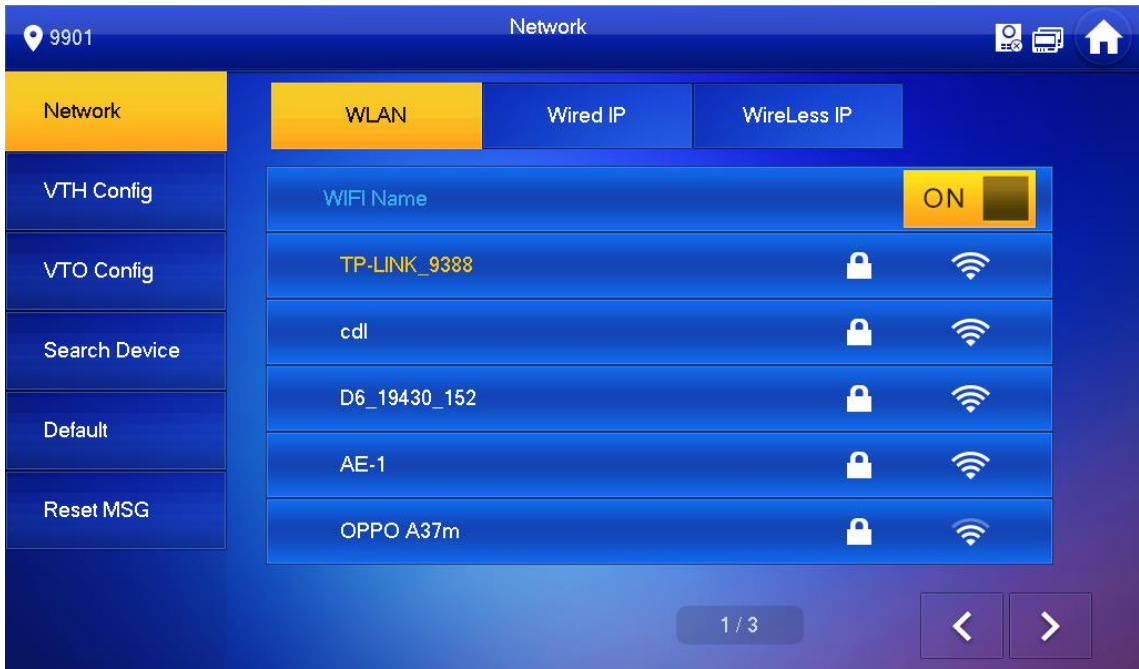 9901
Network
Network
VTH Config
VTO Config
Search Device
Default
Reset MSG
WLAN
Wired IP
WireLess IP
WIFI Name
ON
TP-LINK_9388
cdl
D6_19430_152
AE-1
OPPO A37m
1 / 3